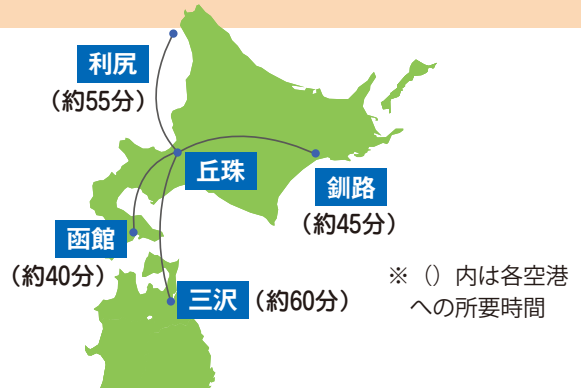 利尻
(約55分)
丘珠
釧路
(約45分)
函館
(約40分)
三沢 (約60分)
※ () 内は各空港
への所要時間